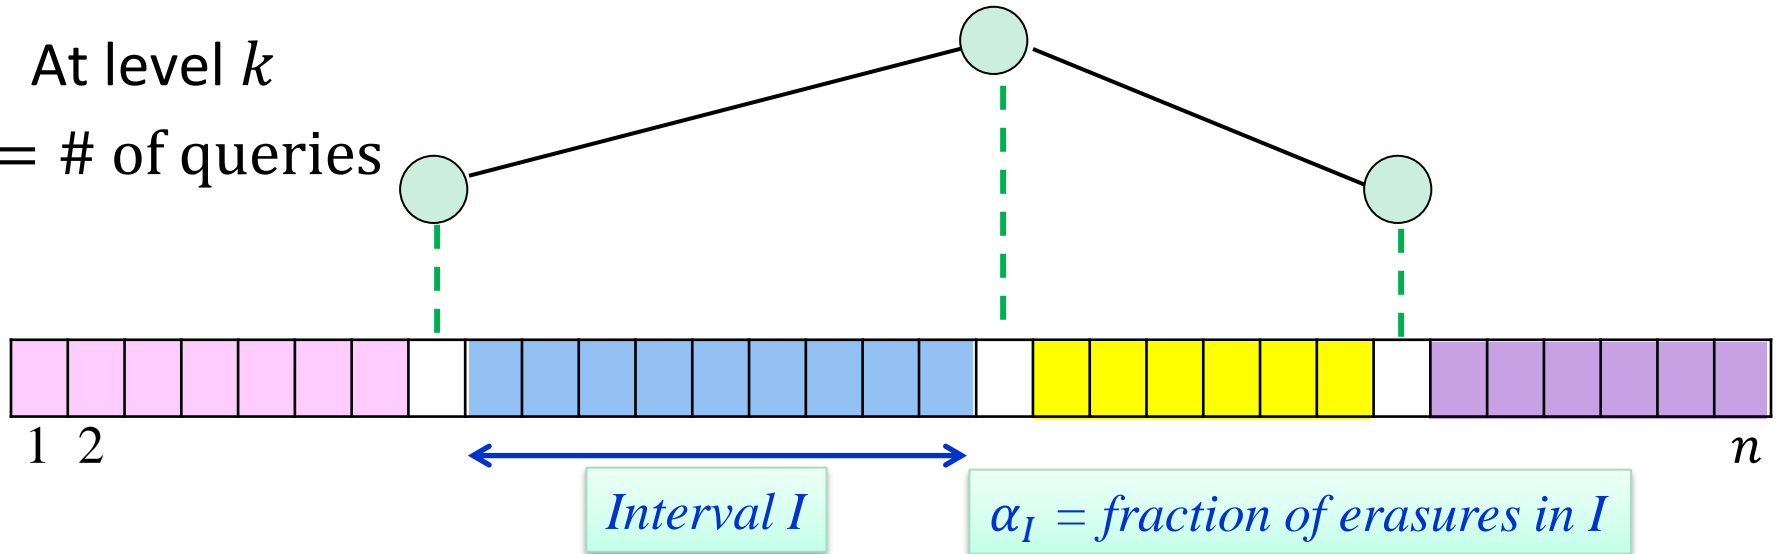 At level k
= # of queries
1 2 n
Interval I
α_I = fraction of erasures in I